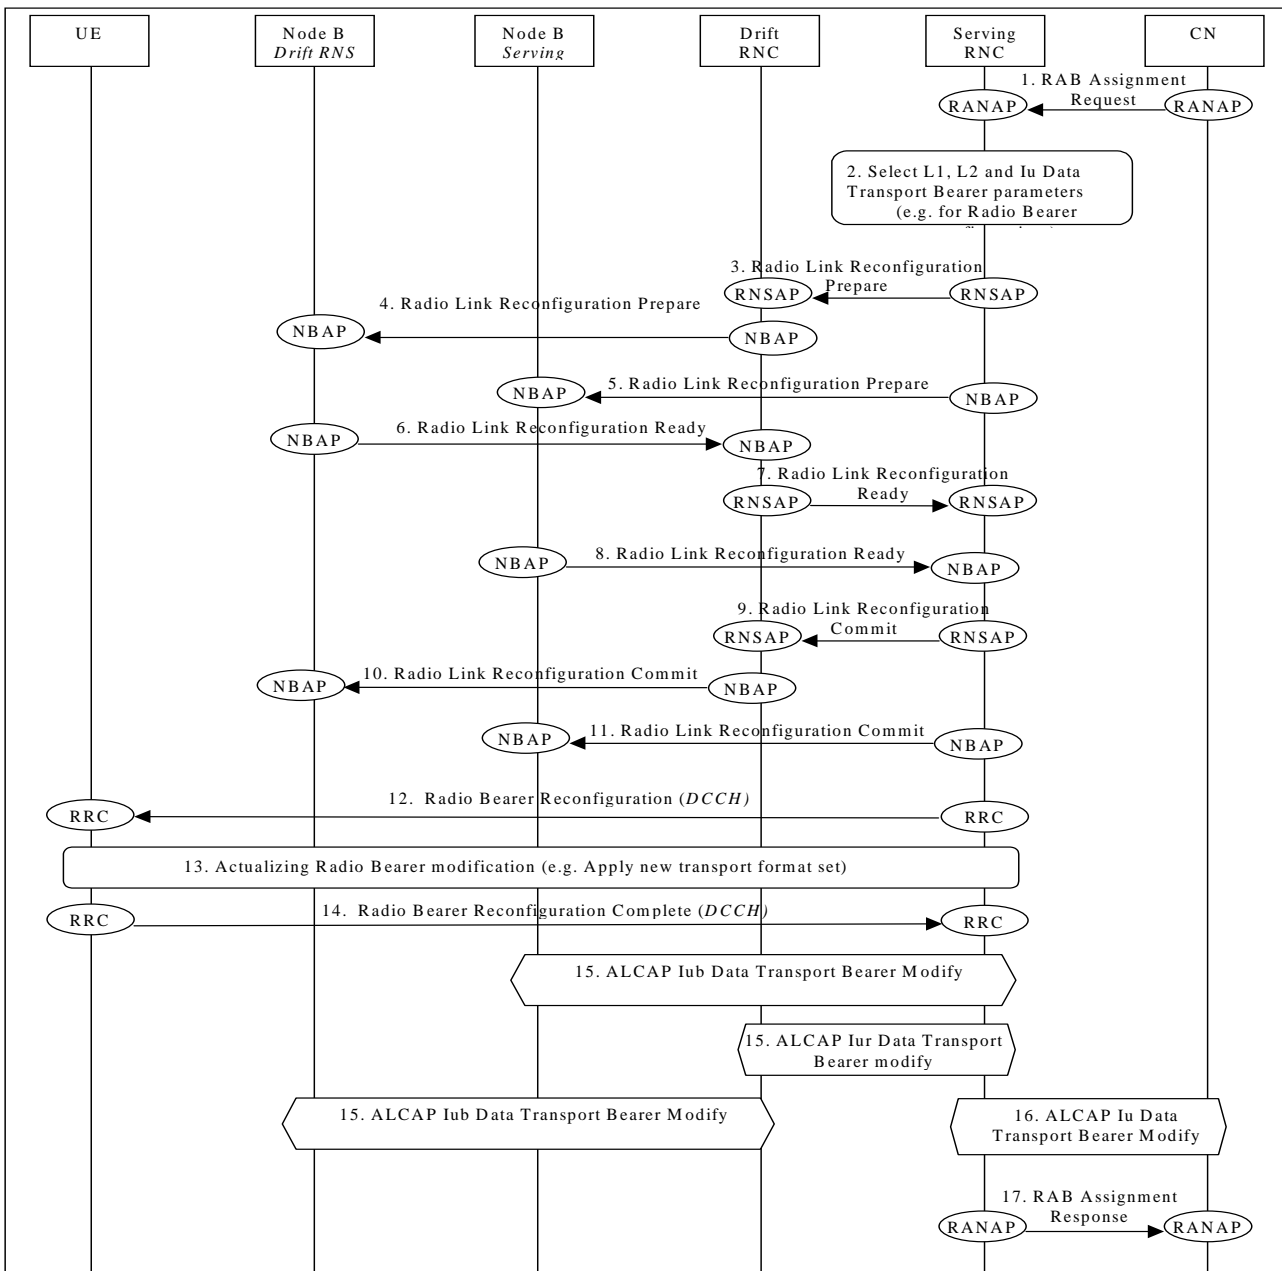 UE
Node B
Drift RNS
Node B
Serving
Drift
RNC
Serving
RNC
CN
1. RAB Assignment
Request
RANAP
RANAP
2. Select L1, L2 and Iu Data
Transport Bearer parameters
(e.g. for Radio Bearer
3. Radio Link Reconfiguration
Prepare
RNSAP
RNSAP
4. Radio Link Reconfiguration Prepare
NBAP
NBAP
5. Radio Link Reconfiguration Prepare
NBAP
NBAP
6. Radio Link Reconfiguration Ready
NBAP
NBAP
7. Radio Link Reconfiguration
Ready
RNSAP
RNSAP
8. Radio Link Reconfiguration Ready
NBAP
NBAP
9. Radio Link Reconfiguration
Commit
RNSAP
RNSAP
10. Radio Link Reconfiguration Commit
NBAP
NBAP
11. Radio Link Reconfiguration Commit
NBAP
NBAP
12. Radio Bearer Reconfiguration (DCCH)
RRC
RRC
13. Actualizing Radio Bearer modification (e.g. Apply new transport format set)
14. Radio Bearer Reconfiguration Complete (DCCH)
RRC
RRC
15. ALCAP Iub Data Transport Bearer Modify
15. ALCAP Iur Data Transport
Bearer modify
15. ALCAP Iub Data Transport Bearer Modify
16. ALCAP Iu Data
Transport Bearer Modify
17. RAB Assignment
Response
RANAP
RANAP